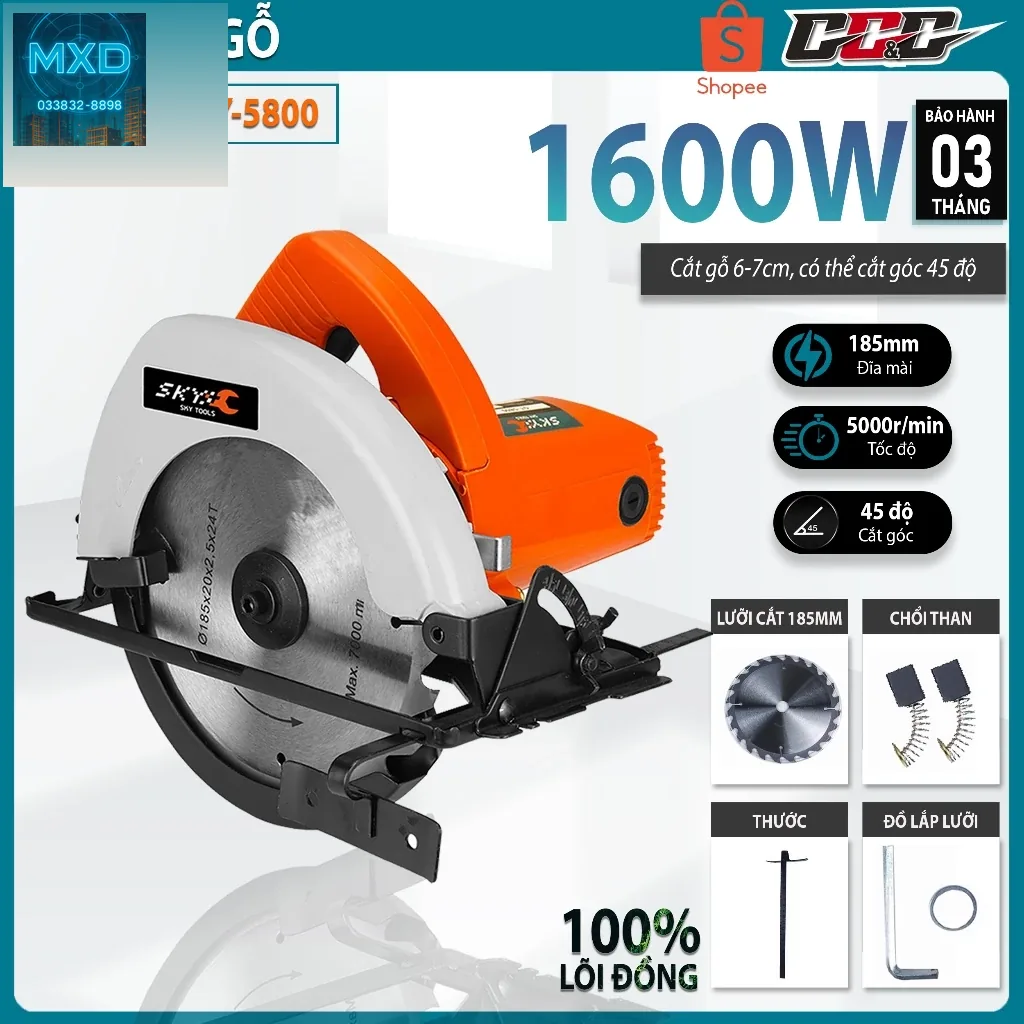 MXD
033832-8898
GỖ
-5800
Shopee
C&C
1600W
BẢO HÀNH
03
THÁNG
Cắt gỗ 6-7cm, có thể cắt góc 45 độ
185mm
Đĩa mài
5000r/min
Tốc độ
45
45 độ
Cắt góc
SKY
SKY TOOLS
SKY
Ø185x20x2,5x24T
Max. 7000 m
LƯỠI CẮT 185MM
CHỔI THAN
THƯỚC
ĐỒ LẮP LƯỠI
100%
LÕI ĐỒNG